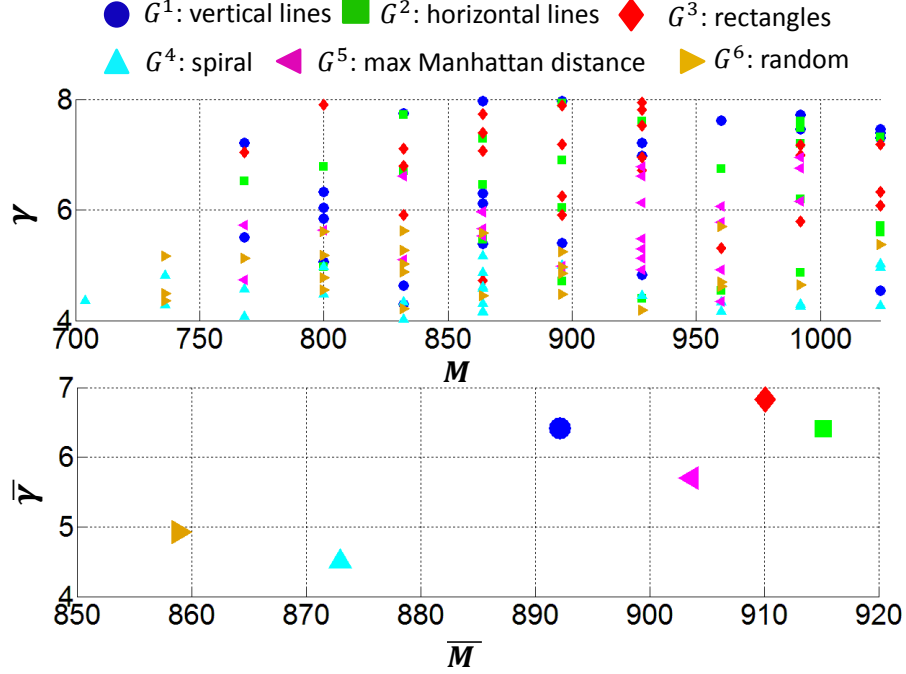 G¹: vertical lines G²: horizontal lines G³: rectangles
G⁴: spiral G⁵: max Manhattan distance G⁶: random
8
6
4
γ
700 750 800 850 900 950 1000
M
7
6
5
4
γ̅
850 860 870 880 890 900 910 920
M̅